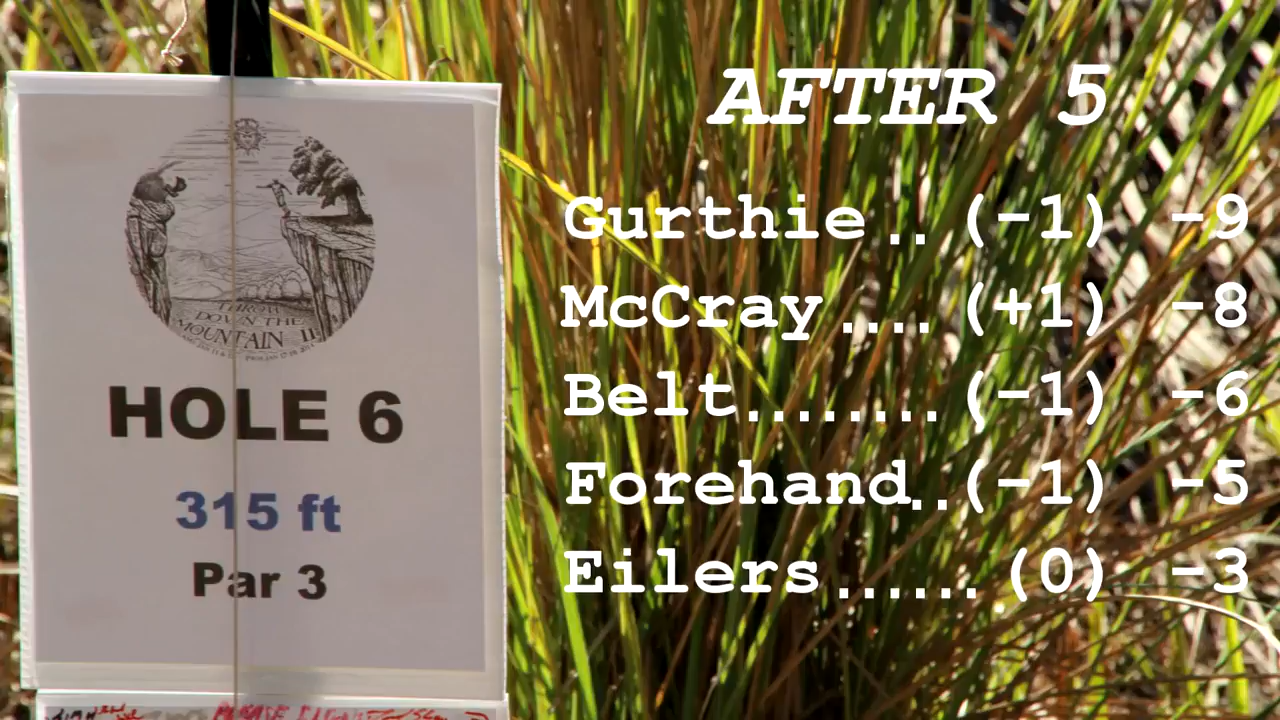 THROW
DOWN THE
MOUNTAIN II
HOLE 6
315 ft
Par 3
AFTER 5
Gurthie .. (-1) -9
McCray .... (+1) -8
Belt........ (-1) -6
Forehand..(-1) -5
Eilers ...... (0) -3
PLEASE